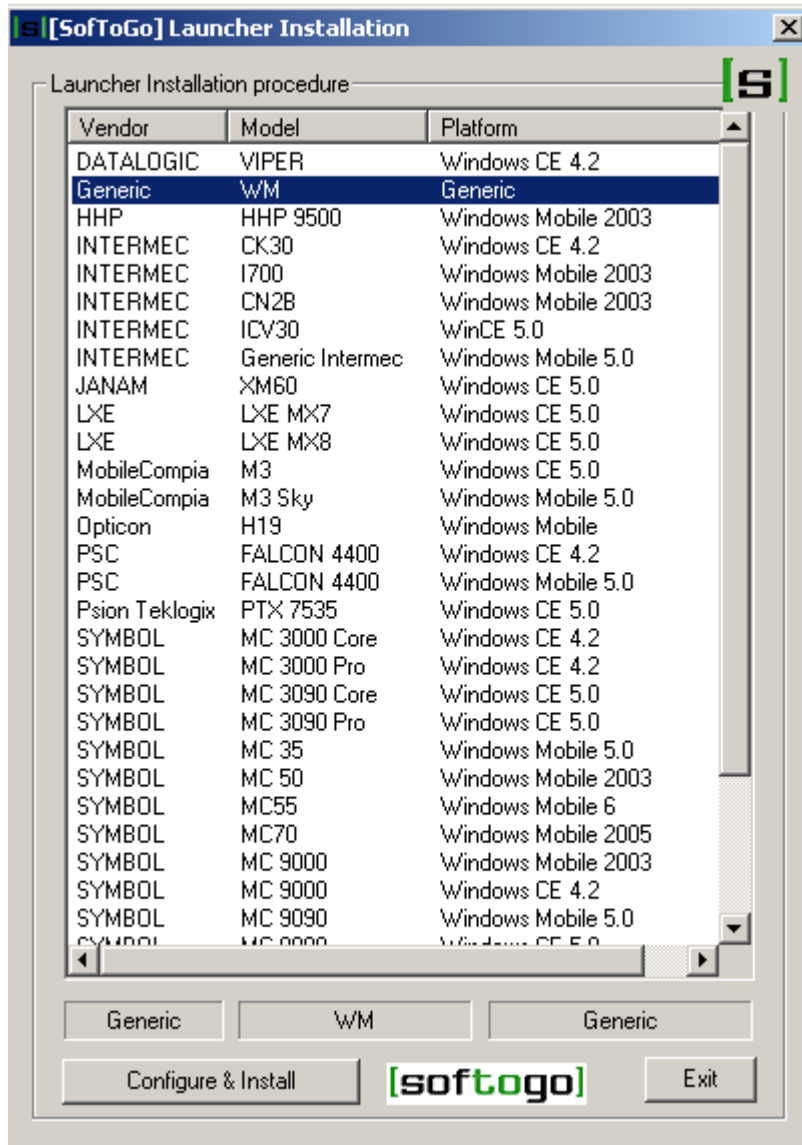 [s] [SofToGo] Launcher Installation
Launcher Installation procedure
[s]
Vendor Model Platform
DATALOGIC VIPER Windows CE 4.2
Generic WM Generic
HHP HHP 9500 Windows Mobile 2003
INTERMEC CK30 Windows CE 4.2
INTERMEC I700 Windows Mobile 2003
INTERMEC CN2B Windows Mobile 2003
INTERMEC ICV30 WinCE 5.0
INTERMEC Generic Intermec Windows Mobile 5.0
JANAM XM60 Windows CE 5.0
LXE LXE MX7 Windows CE 5.0
LXE LXE MX8 Windows CE 5.0
MobileCompia M3 Windows CE 5.0
MobileCompia M3 Sky Windows Mobile 5.0
Opticon H19 Windows Mobile
PSC FALCON 4400 Windows CE 4.2
PSC FALCON 4400 Windows Mobile 5.0
Psion Teklogix PTX 7535 Windows CE 5.0
SYMBOL MC 3000 Core Windows CE 4.2
SYMBOL MC 3000 Pro Windows CE 4.2
SYMBOL MC 3090 Core Windows CE 5.0
SYMBOL MC 3090 Pro Windows CE 5.0
SYMBOL MC 35 Windows Mobile 5.0
SYMBOL MC 50 Windows Mobile 2003
SYMBOL MC55 Windows Mobile 6
SYMBOL MC70 Windows Mobile 2005
SYMBOL MC 9000 Windows Mobile 2003
SYMBOL MC 9000 Windows CE 4.2
SYMBOL MC 9090 Windows Mobile 5.0
Generic WM Generic
Configure & Install [softogo] Exit